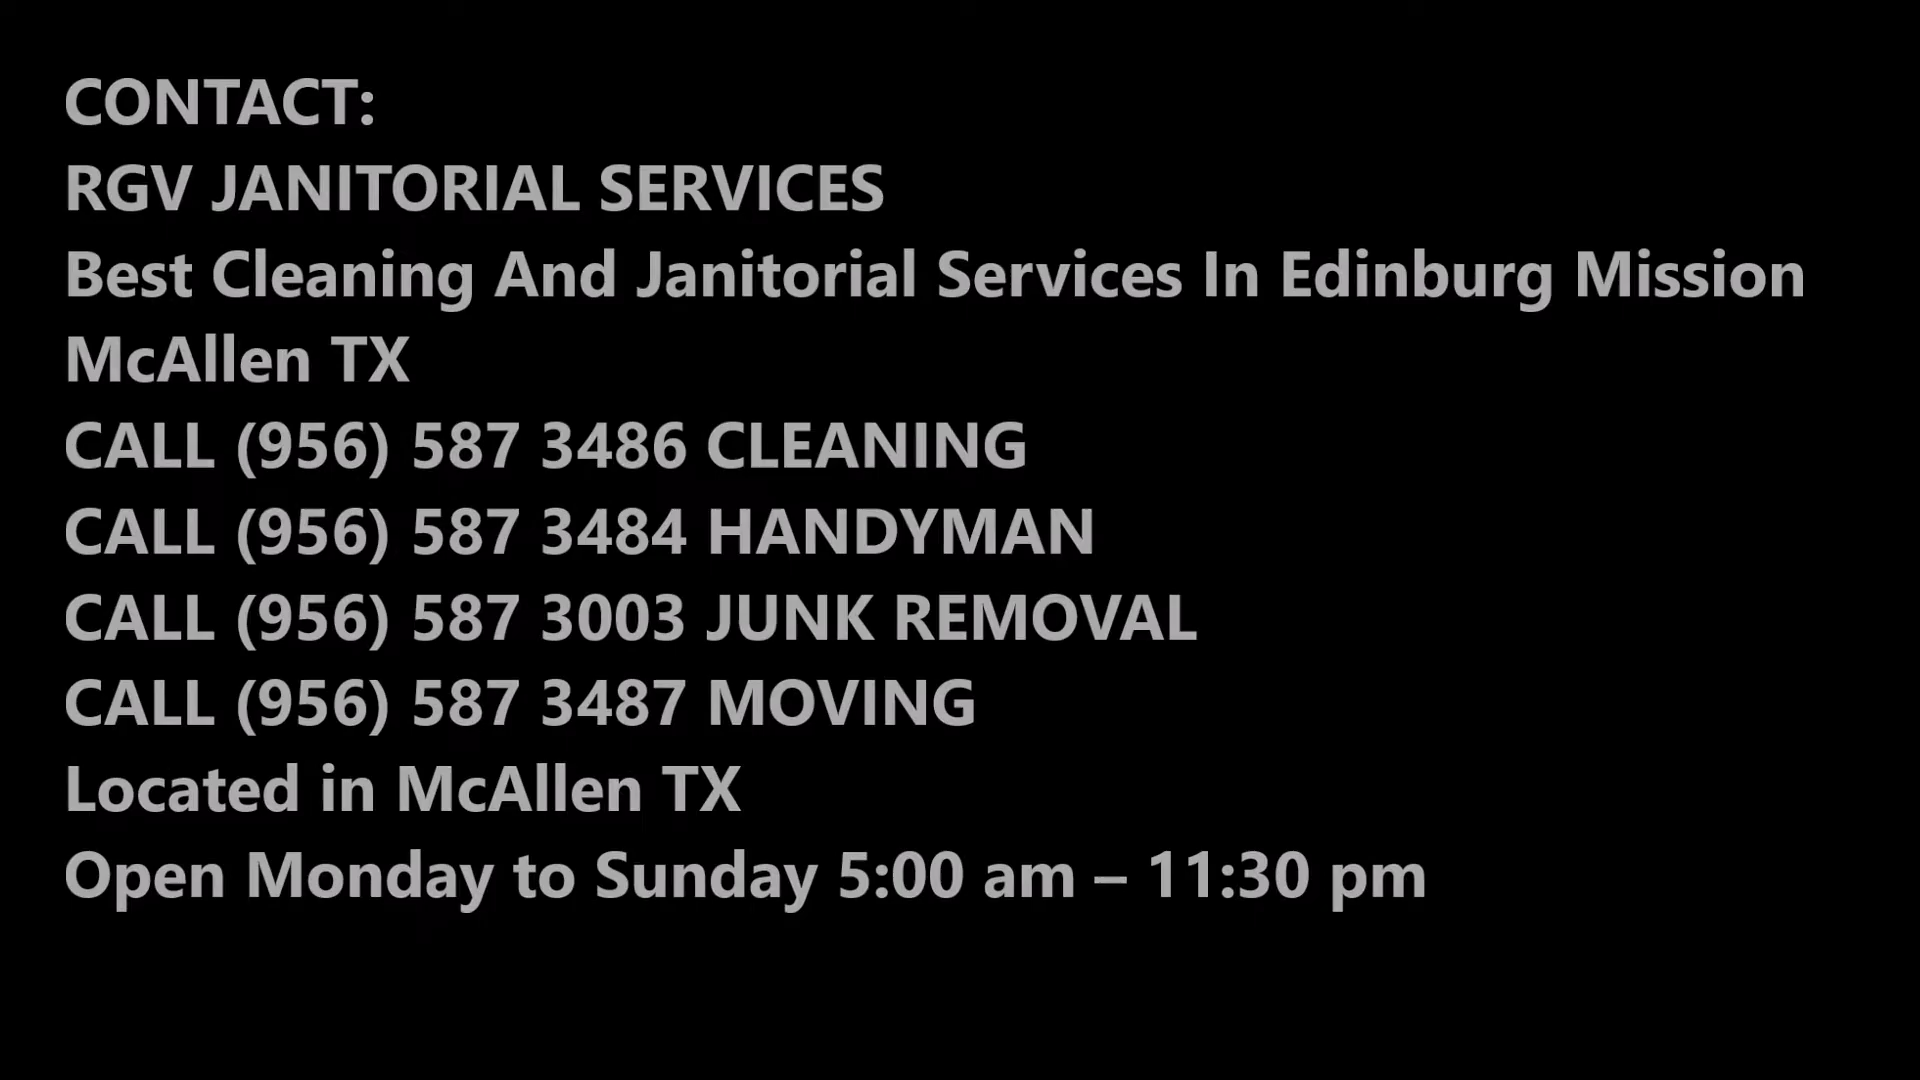 CONTACT:
RGV JANITORIAL SERVICES
Best Cleaning And Janitorial Services In Edinburg Mission
McAllen TX
CALL (956) 587 3486 CLEANING
CALL (956) 587 3484 HANDYMAN
CALL (956) 587 3003 JUNK REMOVAL
CALL (956) 587 3487 MOVING
Located in McAllen TX
Open Monday to Sunday 5:00 am – 11:30 pm